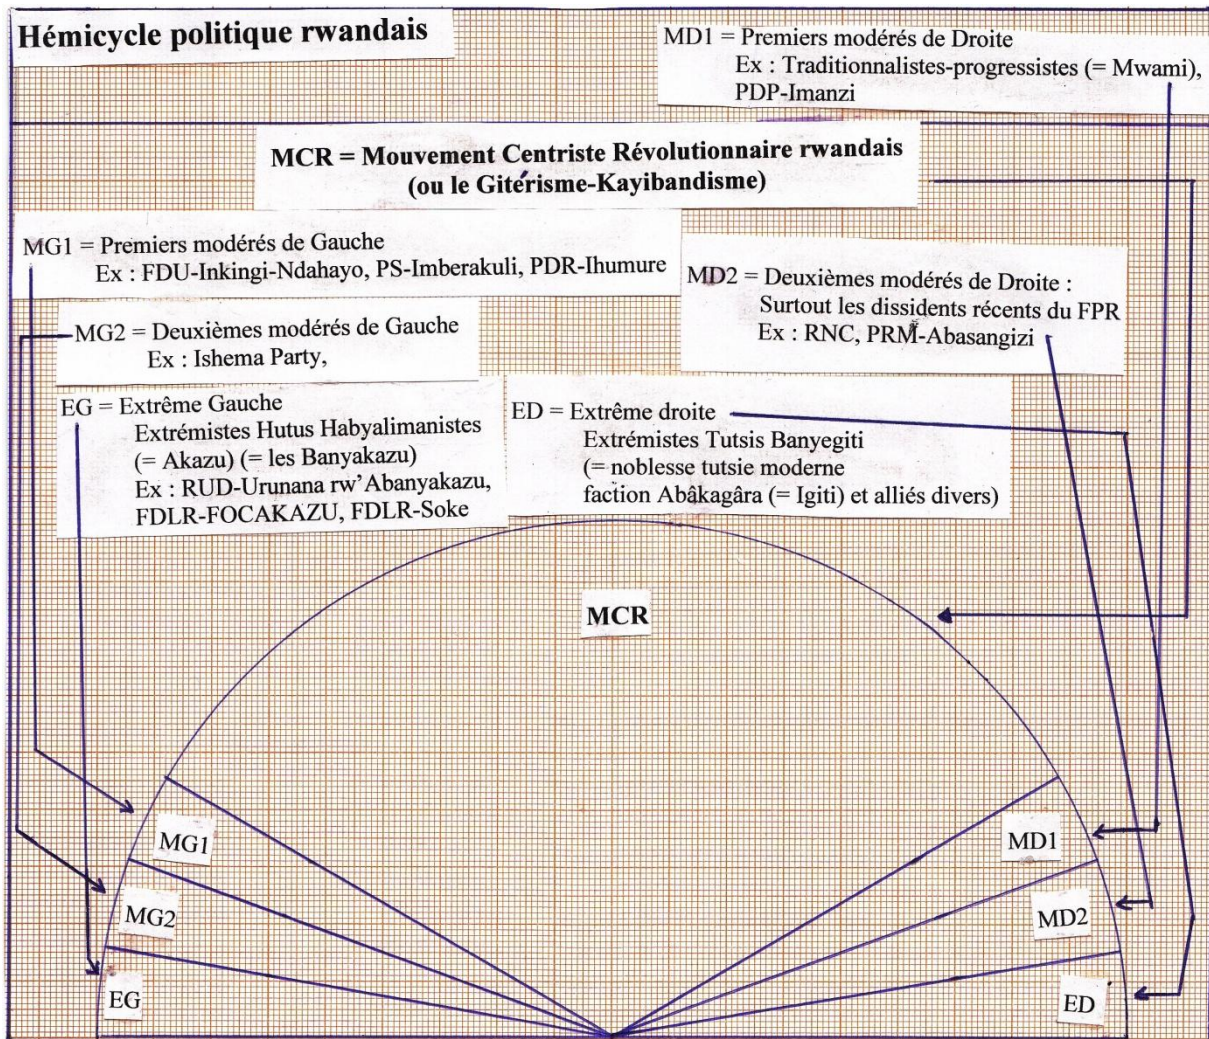 Hémicycle politique rwandais
MD1 = Premiers modérés de Droite
Ex : Traditionnalistes-progressistes (= Mwami),
PDP-Imanzi
MCR = Mouvement Centriste Révolutionnaire rwandais
(ou le Gitérisme-Kayibandisme)
MG1 = Premiers modérés de Gauche
Ex : FDU-Inkingi-Ndahayo, PS-Imberakuli, PDR-Ihumure
MD2 = Deuxièmes modérés de Droite :
Surtout les dissidents récents du FPR
Ex : RNC, PRM-Abasangizi
MG2 = Deuxièmes modérés de Gauche
Ex : Ishema Party,
EG = Extrême Gauche
Extrémistes Hutus Habyalimanistes
(= Akazu) (= les Banyakazu)
Ex : RUD-Urunana rw’Abanyakazu,
FDLR-FOCAKAZU, FDLR-Soke
ED = Extrême droite
Extrémistes Tutsis Banyegiti
(= noblesse tutsie moderne
faction Abâkagâra (= Igiti) et alliés divers)
MCR
MG1
MD1
MG2
MD2
EG
ED